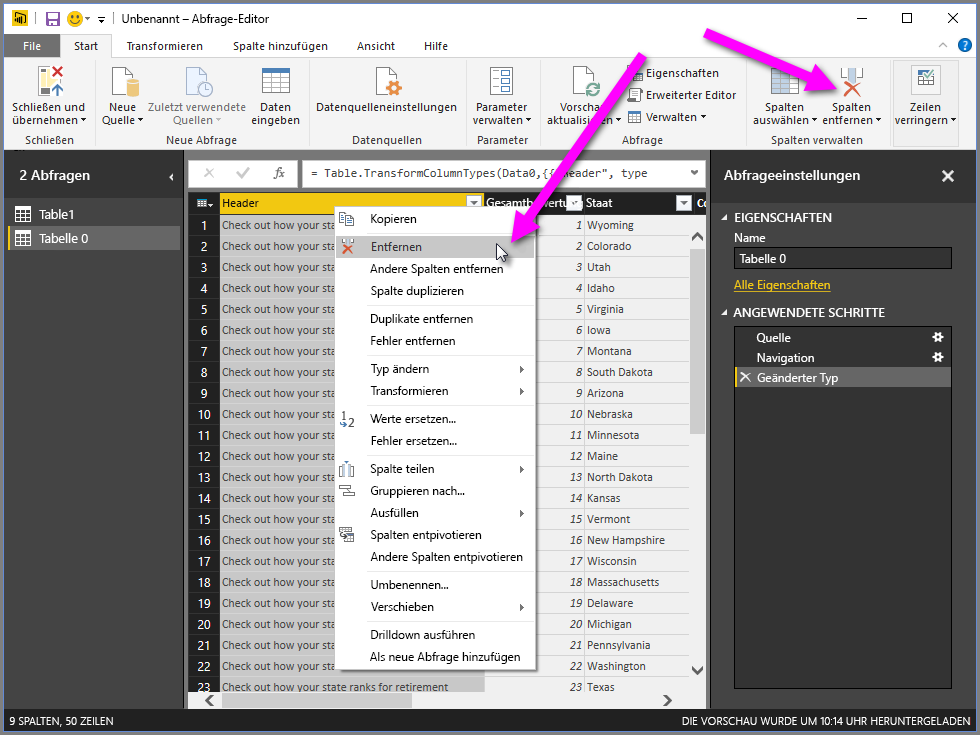 Unbenannt – Abfrage-Editor
File Start Transformieren Spalte hinzufügen Ansicht Hilfe
Schließen und übernehmen
Neue Quelle
Zuletzt verwendete Quellen
Daten eingeben
Datenquelleneinstellungen
Parameter verwalten
Eigenschaften
Erweiterter Editor
Verwalten
Spalten auswählen
Spalten entfernen
Zeilen verringern
Schließen Neue Abfrage Datenquellen Parameter Abfrage Spalten verwalten
2 Abfragen
Table1
Tabelle 0
fx = Table.TransformColumnTypes(Data0,{{"Header", type
Header Staat
1 Check out how your sta 1 Wyoming
2 Check out how your sta 2 Colorado
3 Check out how your sta 3 Utah
4 Check out how your sta 4 Idaho
5 Check out how your sta 5 Virginia
6 Check out how your sta 6 Iowa
7 Check out how your sta 7 Montana
8 Check out how your sta 8 South Dakota
9 Check out how your sta 9 Arizona
10 Check out how your sta 10 Nebraska
11 Check out how your sta 11 Minnesota
12 Check out how your sta 12 Maine
13 Check out how your sta 13 North Dakota
14 Check out how your sta 14 Kansas
15 Check out how your sta 15 Vermont
16 Check out how your sta 16 New Hampshire
17 Check out how your sta 17 Wisconsin
18 Check out how your sta 18 Massachusetts
19 Check out how your sta 19 Delaware
20 Check out how your sta 20 Michigan
21 Check out how your sta 21 Pennsylvania
22 Check out how your sta 22 Washington
23 Check out how your state ranks for retirement 23 Texas
Kopieren
Entfernen
Andere Spalten entfernen
Spalte duplizieren
Duplikate entfernen
Fehler entfernen
Typ ändern
Transformieren
Werte ersetzen...
Fehler ersetzen...
Spalte teilen
Gruppieren nach...
Ausfüllen
Spalten entpivotieren
Andere Spalten entpivotieren
Umbenennen...
Verschieben
Drilldown ausführen
Als neue Abfrage hinzufügen
Abfrageeinstellungen
EIGENSCHAFTEN
Name
Tabelle 0
Alle Eigenschaften
ANGEWENDETE SCHRITTE
Quelle
Navigation
Geänderter Typ
9 SPALTEN, 50 ZEILEN
DIE VORSCHAU WURDE UM 10:14 UHR HERUNTERGELADEN